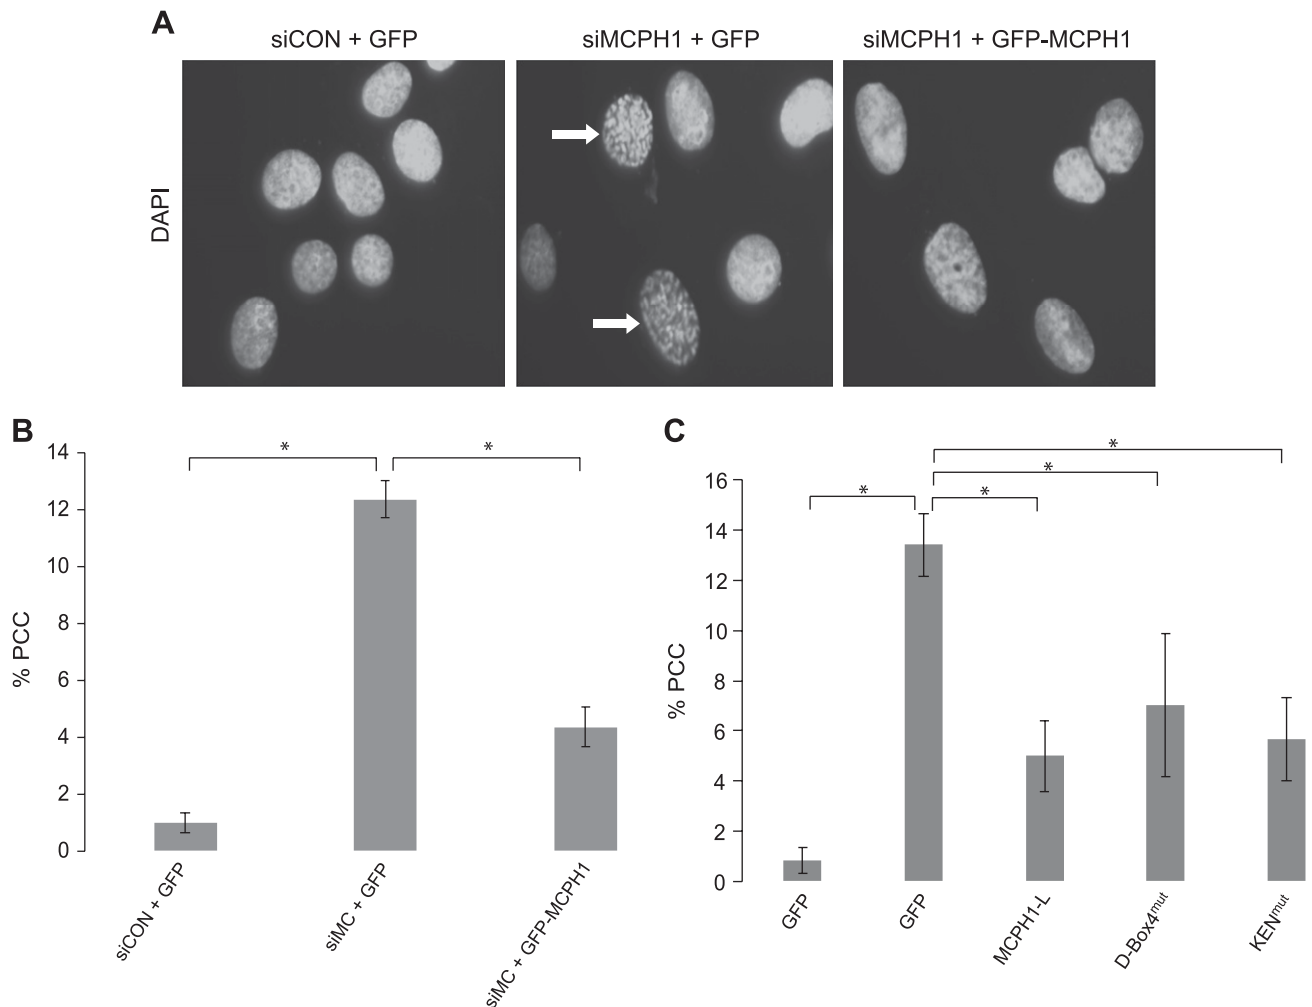 A
siCON + GFP
siMCPH1 + GFP
siMCPH1 + GFP-MCPH1
DAPI
B
14
12
10
8
6
4
2
0
% PCC
*
*
siCON + GFP
siMC + GFP
siMC + GFP-MCPH1
C
16
14
12
10
8
6
4
2
0
% PCC
*
*
*
*
GFP
GFP
MCPH1-L
D-Box4mut
KENmut